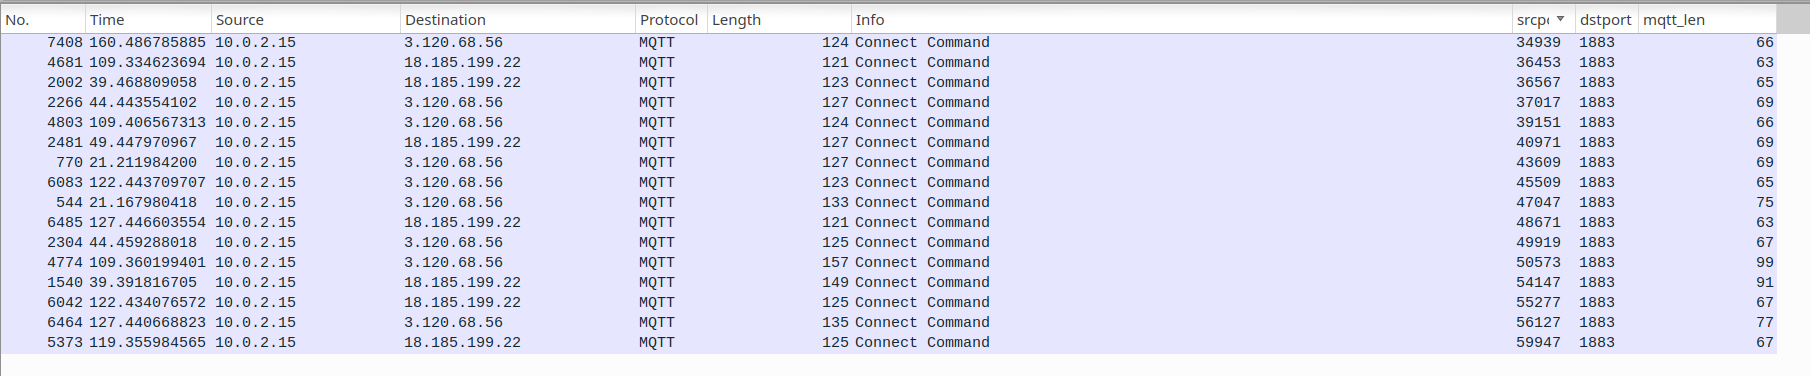 No. Time Source Destination Protocol Length Info srcpo dstport mqtt_len
7408 160.486785885 10.0.2.15 3.120.68.56 MQTT 124 Connect Command 34939 1883 66
4681 109.334623694 10.0.2.15 18.185.199.22 MQTT 121 Connect Command 36453 1883 63
2002 39.468809058 10.0.2.15 18.185.199.22 MQTT 123 Connect Command 36567 1883 65
2266 44.443554102 10.0.2.15 3.120.68.56 MQTT 127 Connect Command 37017 1883 69
4803 109.406567313 10.0.2.15 3.120.68.56 MQTT 124 Connect Command 39151 1883 66
2481 49.447970967 10.0.2.15 18.185.199.22 MQTT 127 Connect Command 40971 1883 69
770 21.211984200 10.0.2.15 3.120.68.56 MQTT 127 Connect Command 43609 1883 69
6083 122.443709707 10.0.2.15 3.120.68.56 MQTT 123 Connect Command 45509 1883 65
544 21.167980418 10.0.2.15 3.120.68.56 MQTT 133 Connect Command 47047 1883 75
6485 127.446603554 10.0.2.15 18.185.199.22 MQTT 121 Connect Command 48671 1883 63
2304 44.459288018 10.0.2.15 3.120.68.56 MQTT 125 Connect Command 49919 1883 67
4774 109.360199401 10.0.2.15 3.120.68.56 MQTT 157 Connect Command 50573 1883 99
1540 39.391816705 10.0.2.15 18.185.199.22 MQTT 149 Connect Command 54147 1883 91
6042 122.434076572 10.0.2.15 18.185.199.22 MQTT 125 Connect Command 55277 1883 67
6464 127.440668823 10.0.2.15 3.120.68.56 MQTT 135 Connect Command 56127 1883 77
5373 119.355984565 10.0.2.15 18.185.199.22 MQTT 125 Connect Command 59947 1883 67